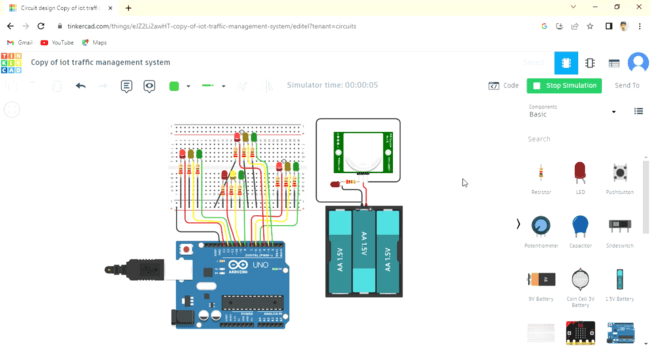 Circuit design Copy of iot traff
tinkercad.com/things/eJZ2Li2awHT-copy-of-iot-traffic-management-system/editel?tenant=circuits
Gmail
YouTube
Maps
TIN
KER
CAD
Copy of Iot traffic management system
Simulator time: 00:00:05
Code
Stop Simulation
Send To
Components
Basic
Search
Resistor
LED
Pushbutton
Potentiometer
Capacitor
Slideswitch
9V Battery
Coin Cell 3V
Battery
1.5V Battery
AA 1.5V
AA 1.5V
AA 1.5V
UNO
ARDUINO